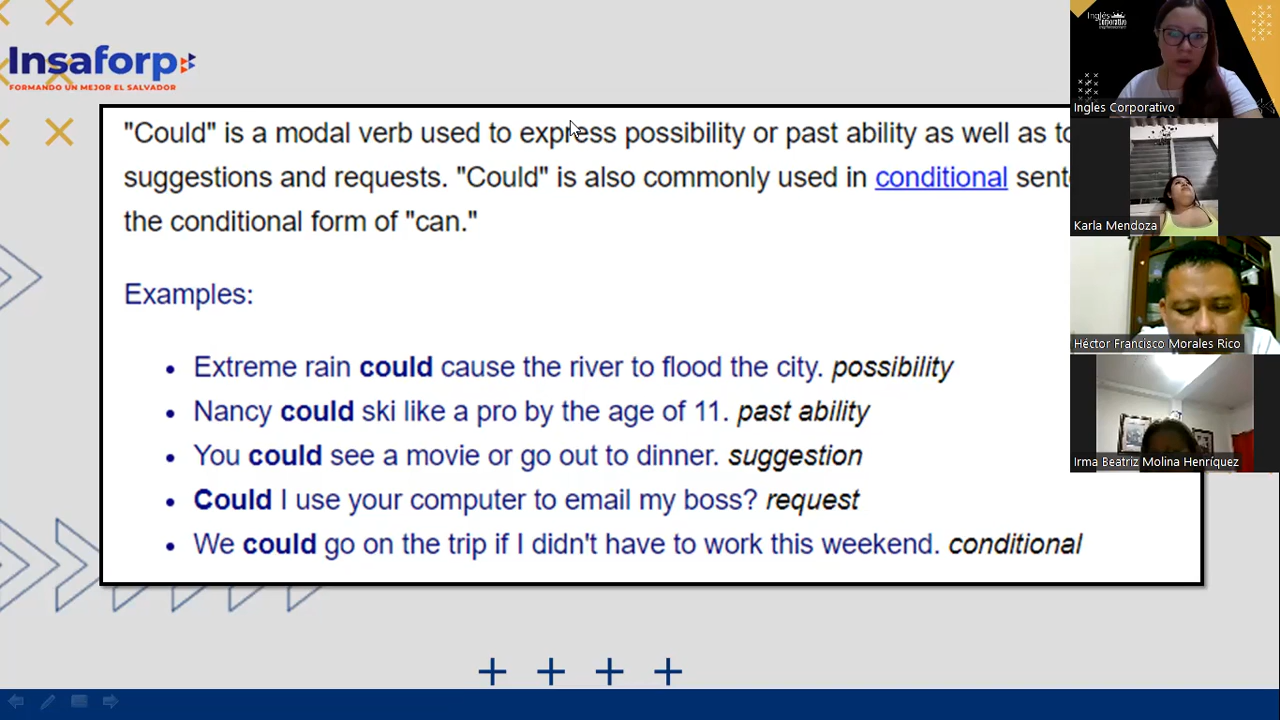 Insaforp
FORMANDO UN MEJOR EL SALVADOR
"Could" is a modal verb used to express possibility or past ability as well as to
suggestions and requests. "Could" is also commonly used in conditional
the conditional form of "can."
Examples:
• Extreme rain could cause the river to flood the city. possibility
• Nancy could ski like a pro by the age of 11. past ability
• You could see a movie or go out to dinner. suggestion
• Could I use your computer to email my boss? request
• We could go on the trip if I didn't have to work this weekend. conditional
Inglés
Corporativo
Ingles Corporativo
Karla Mendoza
Héctor Francisco Morales Rico
Irma Beatriz Molina Henríquez